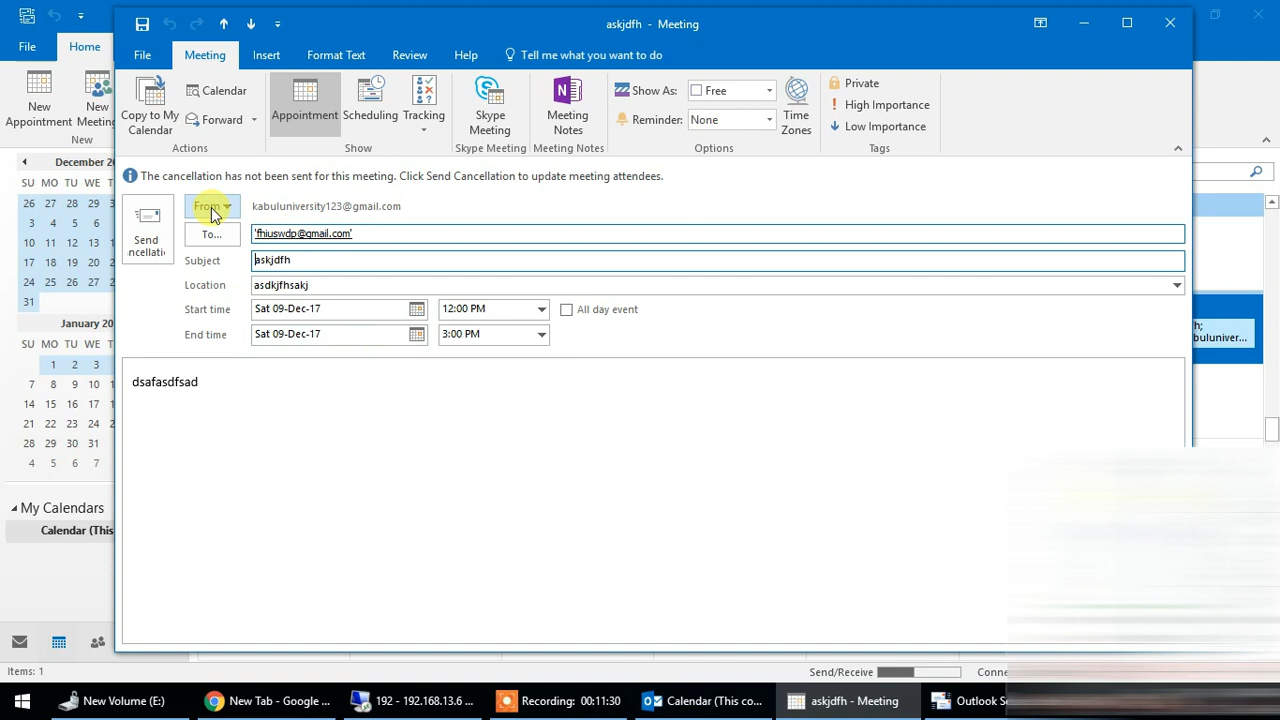 askjdfh - Meeting
File
Home
File
Meeting
Insert
Format Text
Review
Help
Tell me what you want to do
New
Appointment
New
Meeting
New
Copy to My
Calendar
Calendar
Forward
Actions
Appointment
Scheduling
Tracking
Show
Skype
Meeting
Skype Meeting
Meeting
Notes
Meeting Notes
Show As:
Free
Reminder:
None
Time
Zones
Options
Private
High Importance
Low Importance
Tags
The cancellation has not been sent for this meeting. Click Send Cancellation to update meeting attendees.
Send
ncellatio
From
kabuluniversity123@gmail.com
To...
'fhiuswdp@gmail.com'
Subject
askjdfh
Location
asdkjfhsakj
Start time
Sat 09-Dec-17
12:00 PM
All day event
End time
Sat 09-Dec-17
3:00 PM
dsafasdfsad
December 20
SU MO TU WE
26 27 28 29
3 4 5 6
10 11 12 13
17 18 19 20
24 25 26 27
31
January 20
SU MO TU WE
1 2 3
7 8 9 10
14 15 16 17
21 22 23 24
28 29 30 31
4 5 6 7
My Calendars
Calendar (This
fh;
buluniver...
Items: 1
Send/Receive
Conne
New Volume (E:)
New Tab - Google ...
192 - 192.168.13.6 ...
Recording: 00:11:30
Calendar (This co...
askjdfh - Meeting
Outlook Se